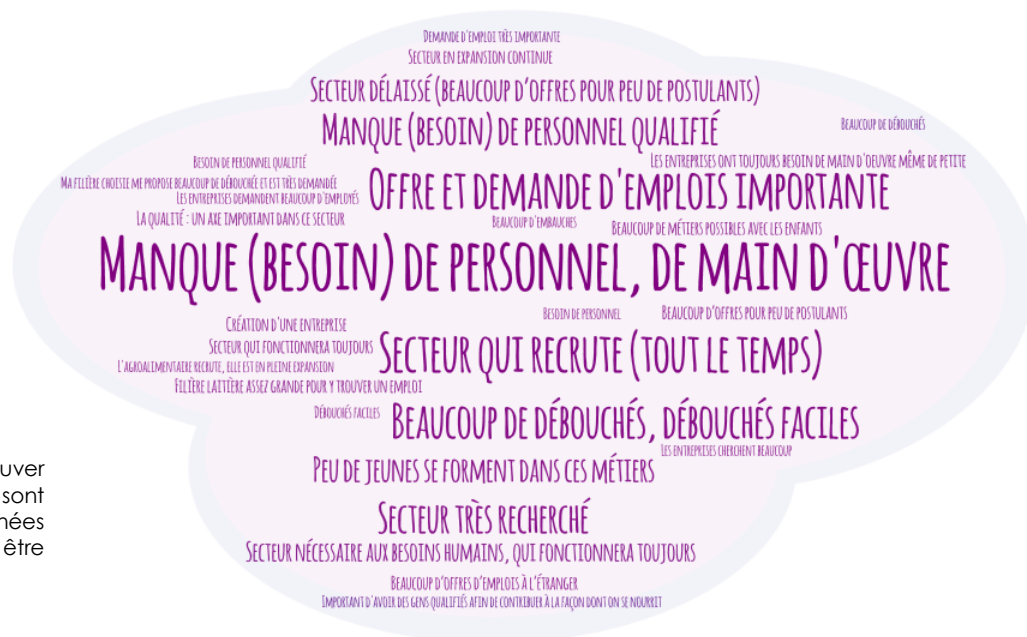 DEMANDE D'EMPLOI TRÈS IMPORTANTE
SECTEUR EN EXPANSION CONTINUE
SECTEUR DÉLAISSÉ (BEAUCOUP D'OFFRES POUR PEU DE POSTULANTS)
MANQUE (BESOIN) DE PERSONNEL QUALIFIÉ
BEAUCOUP DE DÉBOUCHÉS
BESOIN DE PERSONNEL QUALIFIÉ
LES ENTREPRISES ONT TOUJOURS BESOIN DE MAIN D'OEUVRE MÊME DE PETITE
MA FILIÈRE CHOISIE ME PROPOSE BEAUCOUP DE DÉBOUCHÉE ET EST TRÈS DEMANDÉE
OFFRE ET DEMANDE D'EMPLOIS IMPORTANTE
LES ENTREPRISES DEMANDENT BEAUCOUP D'EMPLOYÉS
LA QUALITÉ : UN AXE IMPORTANT DANS CE SECTEUR
BEAUCOUP D'EMBAUCHES
BEAUCOUP DE MÉTIERS POSSIBLES AVEC LES ENFANTS
MANQUE (BESOIN) DE PERSONNEL, DE MAIN D'ŒUVRE
BESOIN DE PERSONNEL
BEAUCOUP D'OFFRES POUR PEU DE POSTULANTS
CRÉATION D'UNE ENTREPRISE
SECTEUR QUI FONCTIONNERA TOUJOURS
SECTEUR QUI RECRUTE (TOUT LE TEMPS)
L'AGROALIMENTAIRE RECRUTE, ELLE EST EN PLEINE EXPANSION
FILIÈRE LAITIÈRE ASSEZ GRANDE POUR Y TROUVER UN EMPLOI
DÉBOUCHÉS FACILES
BEAUCOUP DE DÉBOUCHÉS, DÉBOUCHÉS FACILES
LES ENTREPRISES CHERCHENT BEAUCOUP
PEU DE JEUNES SE FORMENT DANS CES MÉTIERS
uver
sont
nées
être
SECTEUR TRÈS RECHERCHÉ
SECTEUR NÉCESSAIRE AUX BESOINS HUMAINS, QUI FONCTIONNERA TOUJOURS
BEAUCOUP D'OFFRES D'EMPLOIS À L'ÉTRANGER
IMPORTANT D'AVOIR DES GENS QUALIFIÉS AFIN DE CONTRIBUER À LA FAÇON DONT ON SE NOURRIT